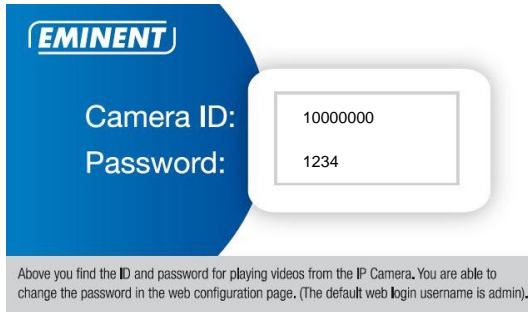 EMINENT
Camera ID: 10000000
Password: 1234
Above you find the ID and password for playing videos from the IP Camera. You are able to
change the password in the web configuration page. (The default web login username is admin).